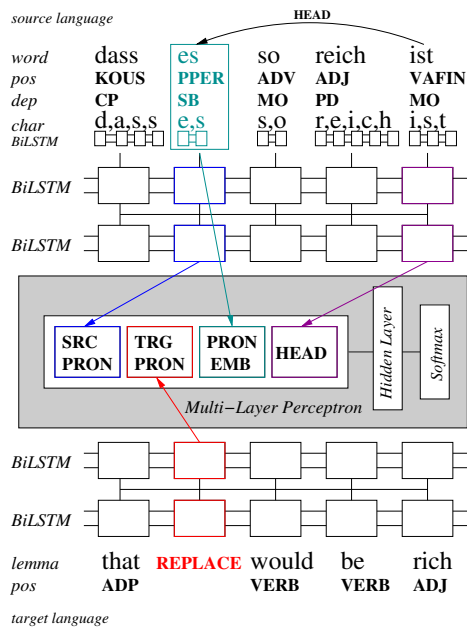 source language
HEAD
word dass es so reich ist
pos KOUS PPER ADV ADJ VAFIN
dep CP SB MO PD MO
char d,a,s,s e,s s,o r,e,i,c,h i,s,t
BiLSTM
BiLSTM
BiLSTM
SRC PRON
TRG PRON
PRON EMB
HEAD
Hidden Layer
Softmax
Multi−Layer Perceptron
BiLSTM
BiLSTM
lemma that REPLACE would be rich
pos ADP VERB VERB ADJ
target language